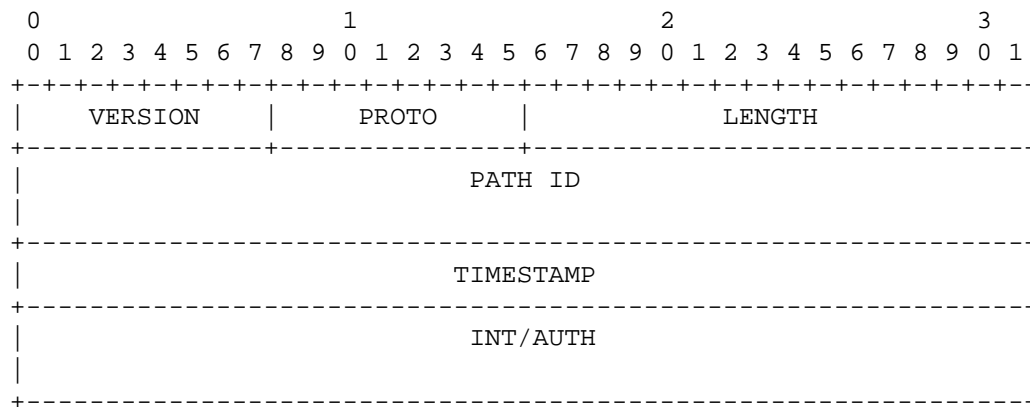 0                   1                   2                   3
0 1 2 3 4 5 6 7 8 9 0 1 2 3 4 5 6 7 8 9 0 1 2 3 4 5 6 7 8 9 0 1
+-+-+-+-+-+-+-+-+-+-+-+-+-+-+-+-+-+-+-+-+-+-+-+-+-+-+-+-+-+-+-+--
|    VERSION    |     PROTO     |            LENGTH
+---------------+---------------+--------------------------------
|                            PATH ID
|
+----------------------------------------------------------------
|                           TIMESTAMP
+----------------------------------------------------------------
|                            INT/AUTH
|
+----------------------------------------------------------------